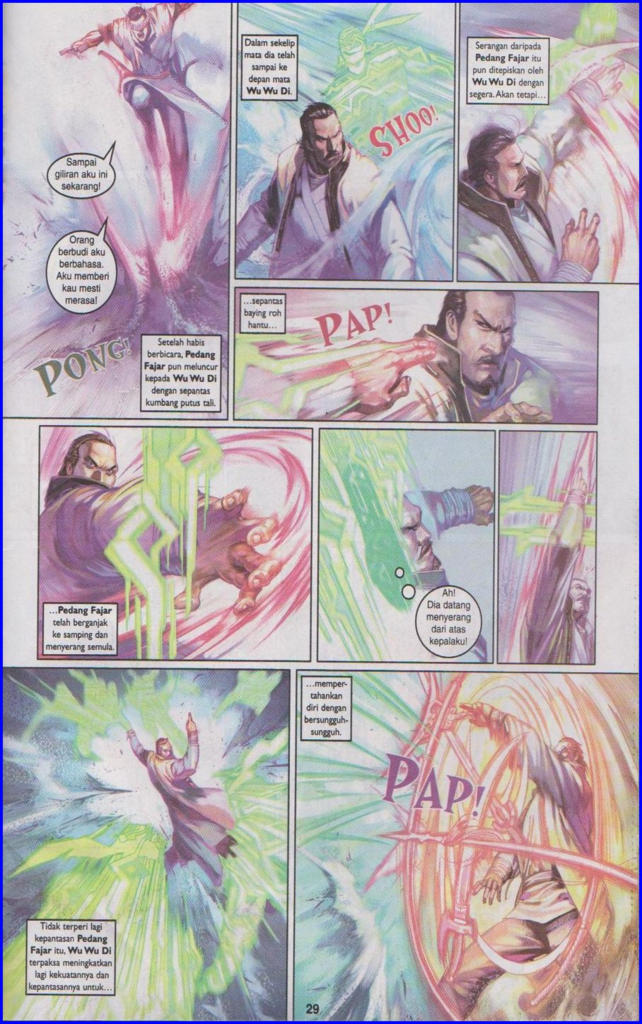 Sampai
giliran aku ini
sekarang!
Orang
berbudi aku
berbahasa.
Aku memberi
kau mesti
merasa!
PONG!
Setelah habis
berbicara, Pedang
Fajar pun meluncur
kepada Wu Wu Di
dengan sepantas
kumbang putus tali.
Dalam sekelip
mata dia telah
sampai ke
depan mata
Wu Wu Di.
SHOO!
Serangan daripada
Pedang Fajar itu
pun ditepiskan oleh
Wu Wu Di dengan
segera. Akan tetapi...
...sepantas
baying roh
hantu...
PAP!
...Pedang Fajar
telah berganjak
ke samping dan
menyerang semula.
Ah!
Dia datang
menyerang
dari atas
kepalaku!
Tidak terperi lagi
kepantasan Pedang
Fajar itu, Wu Wu Di
terpaksa meningkatkan
lagi kekuatannya dan
kepantasannya untuk...
...memper-
tahankan
diri dengan
bersungguh-
sungguh.
PAP!
29